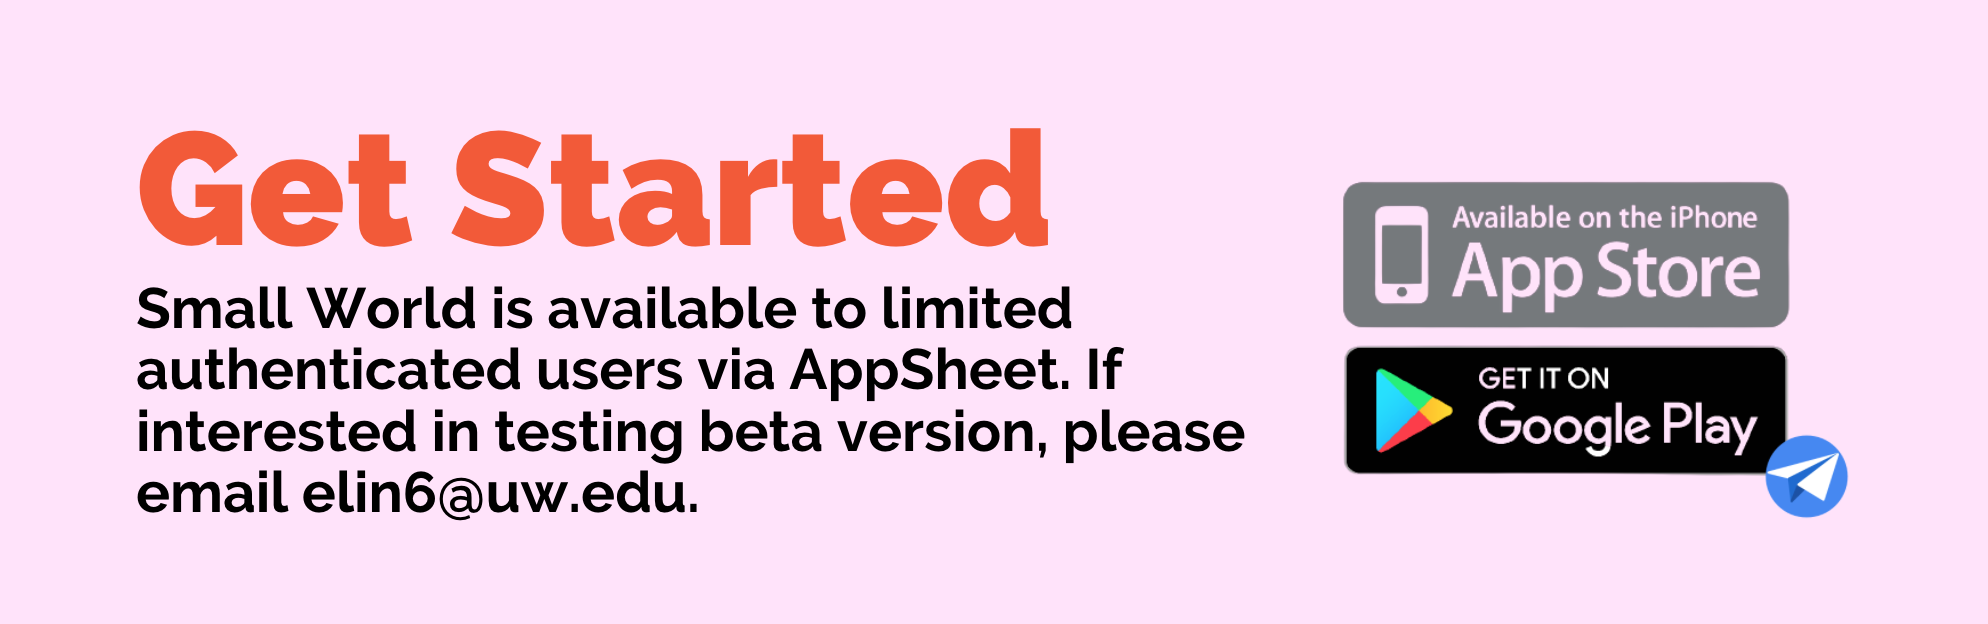 Get Started
Small World is available to limited
authenticated users via AppSheet. If
interested in testing beta version, please
email elin6@uw.edu.
Available on the iPhone
App Store
GET IT ON
Google Play